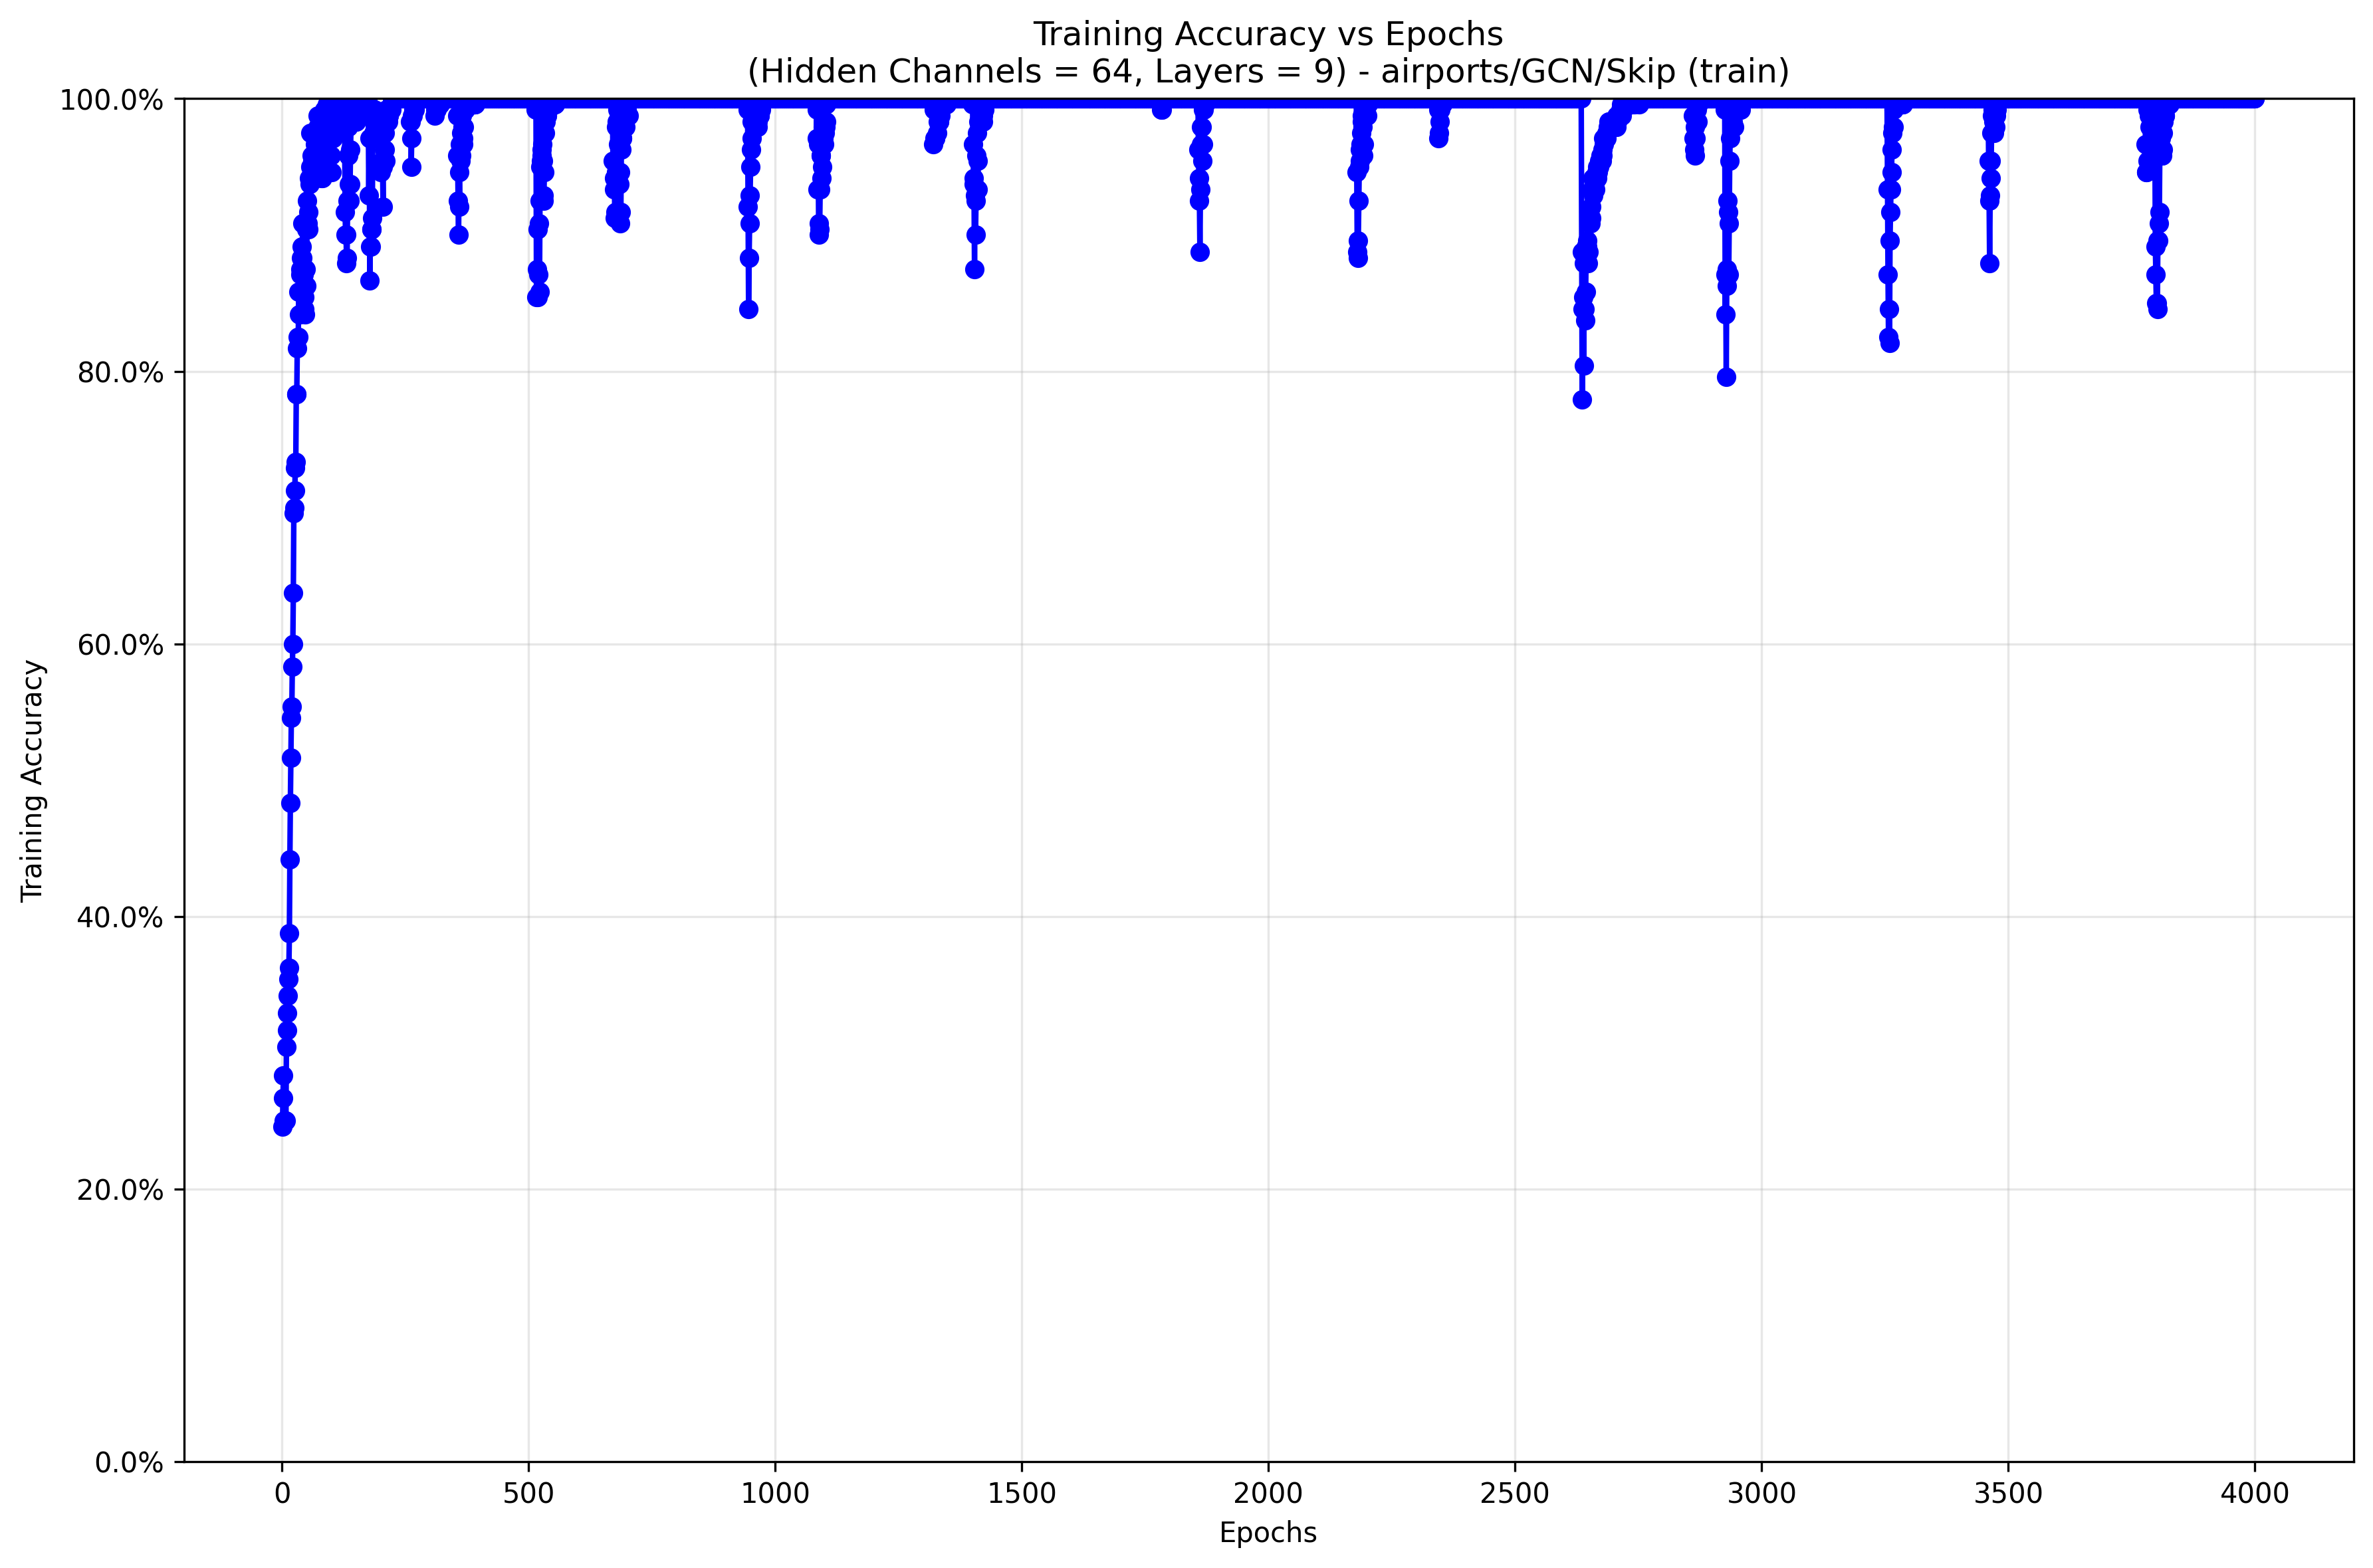 Training Accuracy vs Epochs
(Hidden Channels = 64, Layers = 9) - airports/GCN/Skip (train)
Training Accuracy
100.0%
80.0%
60.0%
40.0%
20.0%
0.0%
0 500 1000 1500 2000 2500 3000 3500 4000
Epochs